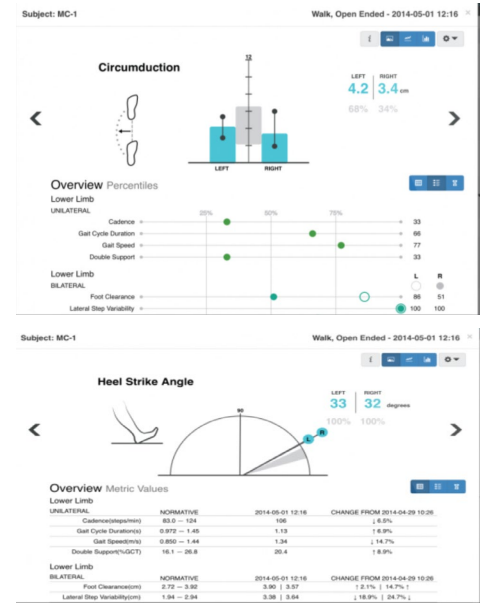 Subject: MC-1 Walk, Open Ended - 2014-05-01 12:16 ×
i
Circumduction
12
LEFT RIGHT
4.2 3.4 cm
68% 34%
LEFT RIGHT
Overview Percentiles
Lower Limb
UNILATERAL
25% 50% 75%
Cadence 33
Gait Cycle Duration 66
Gait Speed 77
Double Support 33
Lower Limb L R
BILATERAL
Foot Clearance 86 51
Lateral Step Variability 100 100
Subject: MC-1 Walk, Open Ended - 2014-05-01 12:16 ×
i
Heel Strike Angle
90
LEFT RIGHT
33 32 degrees
100% 100%
L R
Overview Metric Values
Lower Limb
UNILATERAL NORMATIVE 2014-05-01 12:16 CHANGE FROM 2014-04-29 10:26
Cadence(steps/min) 83.0 — 124 106 ↓ 6.5%
Gait Cycle Duration(s) 0.972 — 1.45 1.13 ↑ 6.9%
Gait Speed(m/s) 0.850 — 1.44 1.34 ↓ 14.7%
Double Support(%GCT) 16.1 — 26.8 20.4 ↑ 8.9%
Lower Limb
BILATERAL NORMATIVE 2014-05-01 12:16 CHANGE FROM 2014-04-29 10:26
Foot Clearance(cm) 2.72 — 3.92 3.90 | 3.57 ↑ 2.1% | 14.7% ↑
Lateral Step Variability(cm) 1.94 — 2.94 3.38 | 3.64 ↓ 18.9% | 24.7% ↓